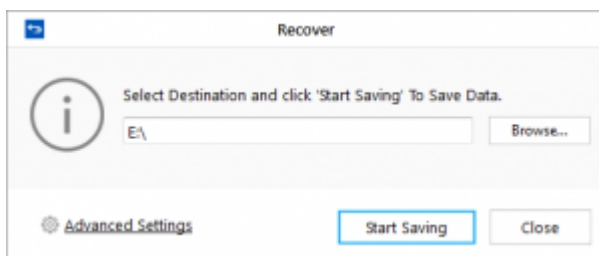 Recover
Select Destination and click 'Start Saving' To Save Data.
E:\
Browse...
Advanced Settings
Start Saving
Close